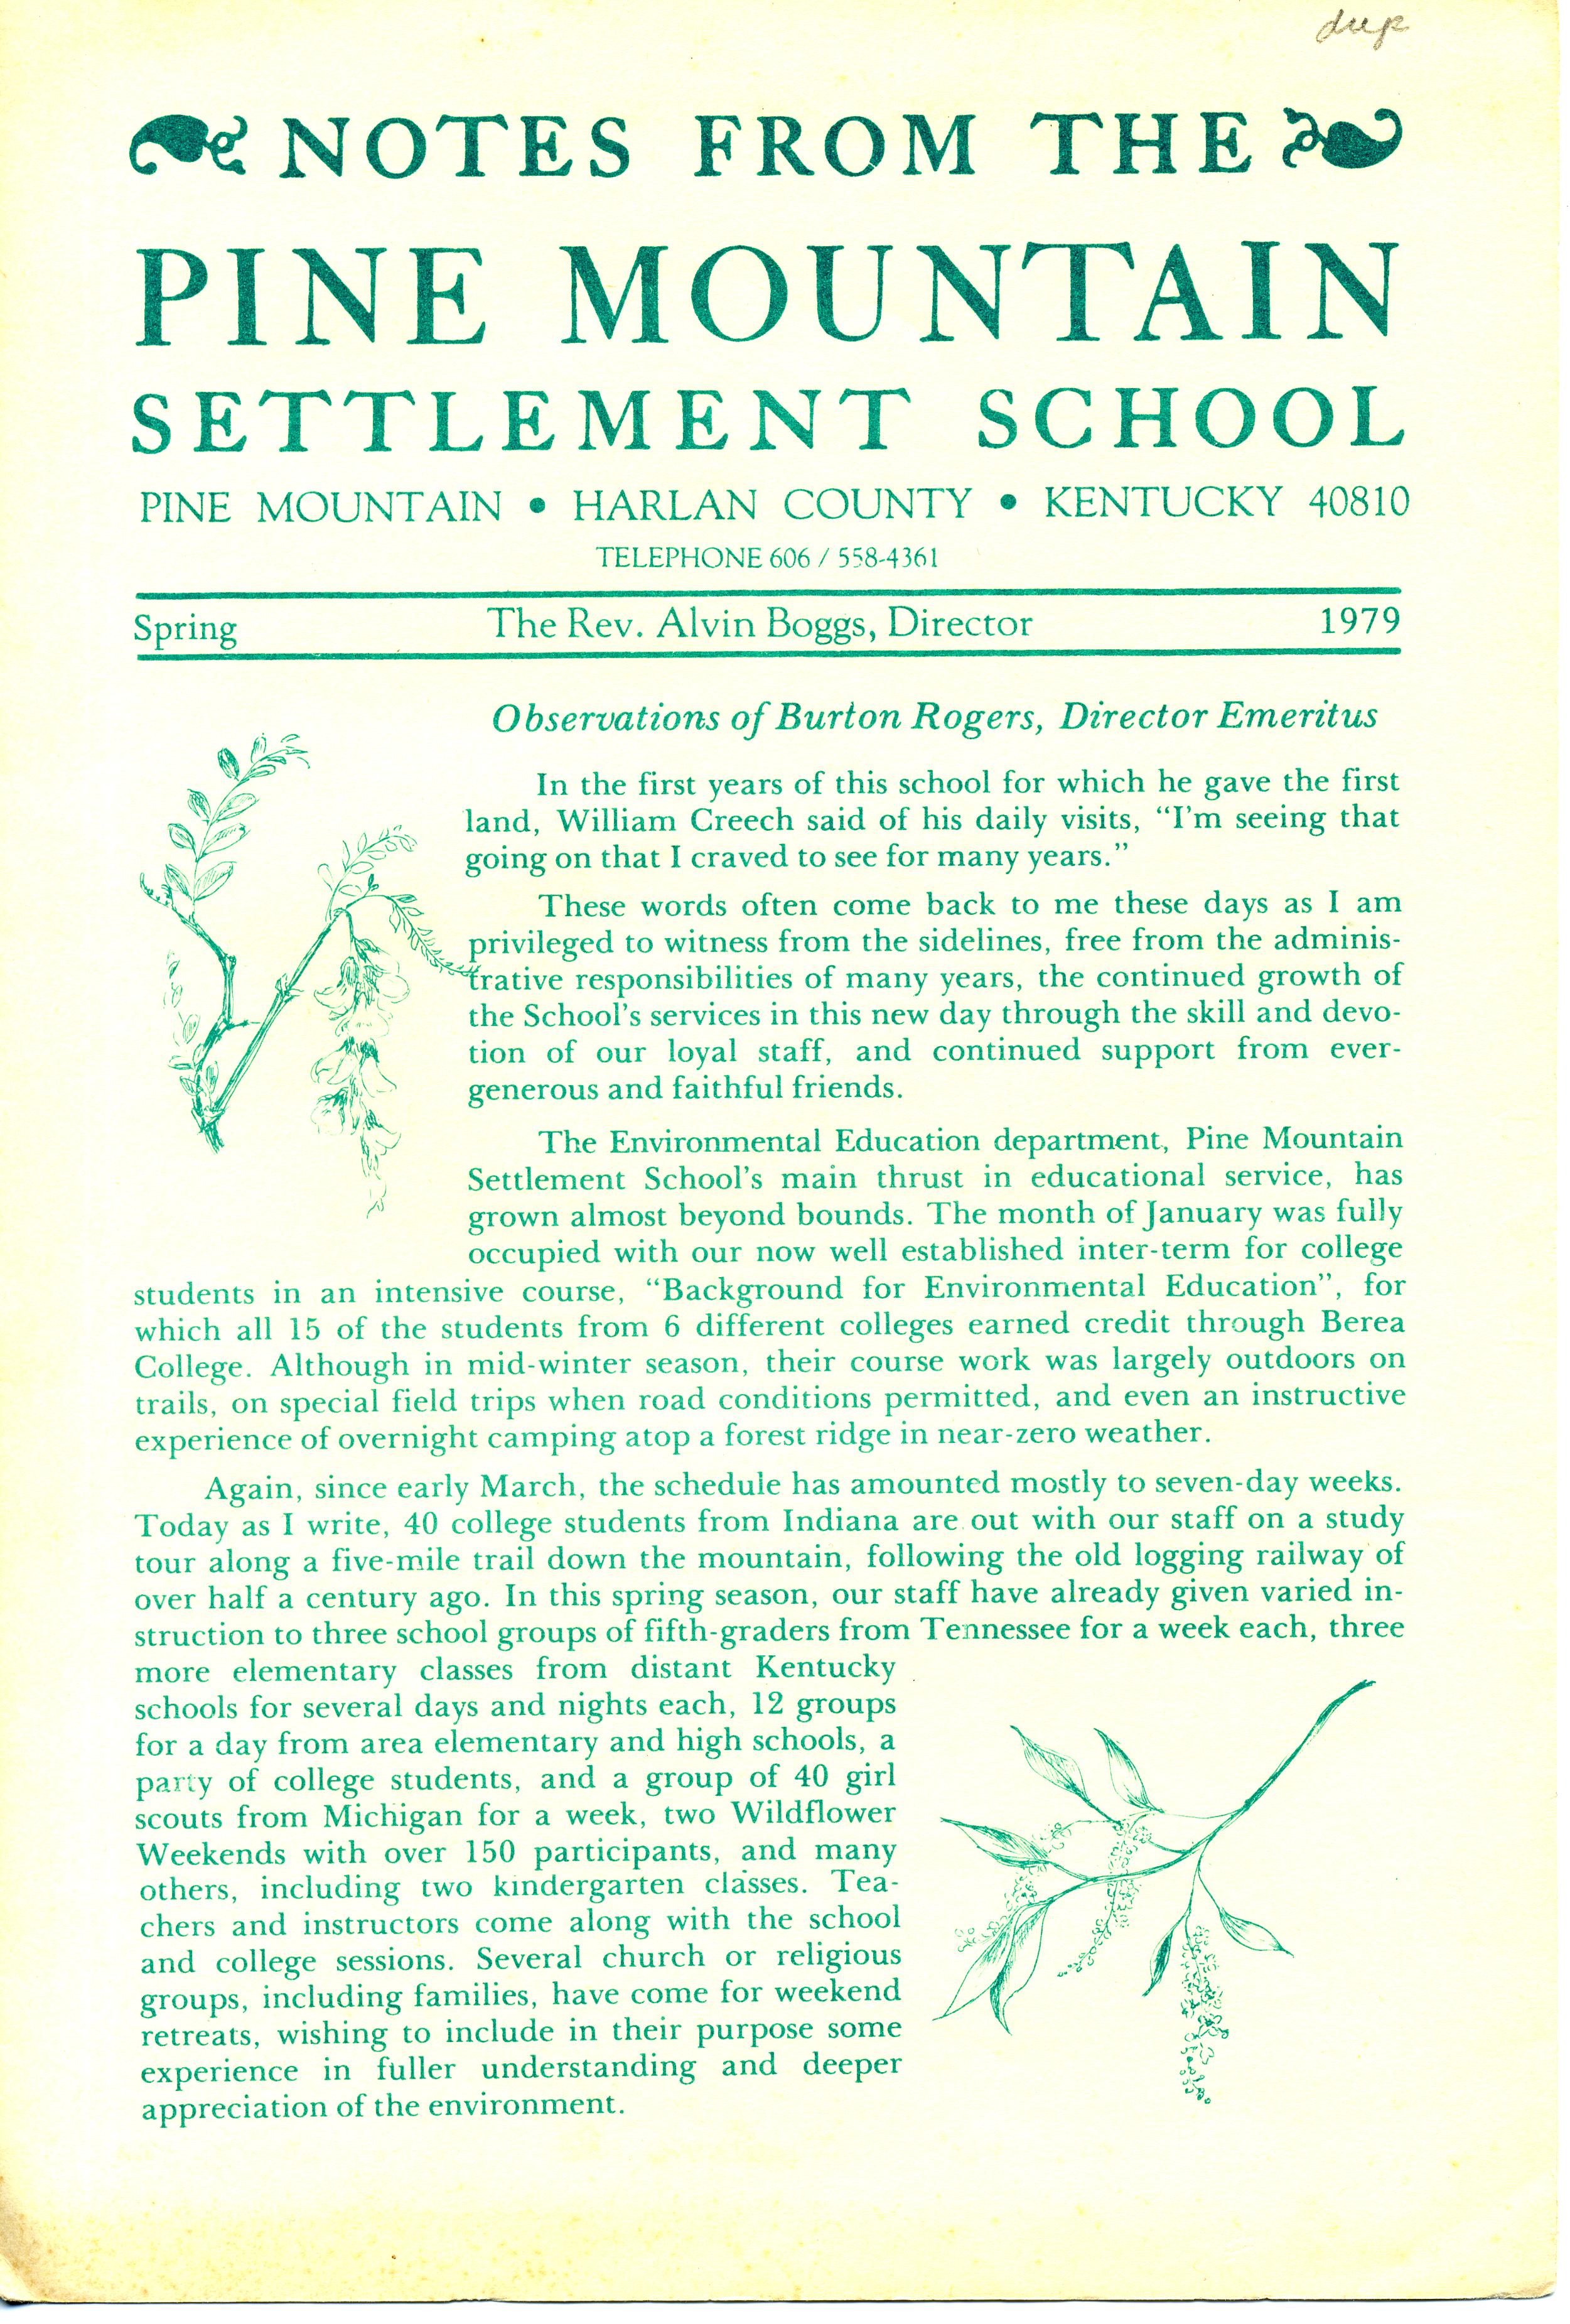 dup
NOTES FROM THE
PINE MOUNTAIN
SETTLEMENT SCHOOL
PINE MOUNTAIN • HARLAN COUNTY • KENTUCKY 40810
TELEPHONE 606 / 558-4361
Spring The Rev. Alvin Boggs, Director 1979
Observations of Burton Rogers, Director Emeritus
In the first years of this school for which he gave the first
land, William Creech said of his daily visits, “I’m seeing that
going on that I craved to see for many years.”
These words often come back to me these days as I am
privileged to witness from the sidelines, free from the adminis-
trative responsibilities of many years, the continued growth of
the School’s services in this new day through the skill and devo-
tion of our loyal staff, and continued support from ever-
generous and faithful friends.
The Environmental Education department, Pine Mountain
Settlement School’s main thrust in educational service, has
grown almost beyond bounds. The month of January was fully
occupied with our now well established inter-term for college
students in an intensive course, “Background for Environmental Education”, for
which all 15 of the students from 6 different colleges earned credit through Berea
College. Although in mid-winter season, their course work was largely outdoors on
trails, on special field trips when road conditions permitted, and even an instructive
experience of overnight camping atop a forest ridge in near-zero weather.
Again, since early March, the schedule has amounted mostly to seven-day weeks.
Today as I write, 40 college students from Indiana are out with our staff on a study
tour along a five-mile trail down the mountain, following the old logging railway of
over half a century ago. In this spring season, our staff have already given varied in-
struction to three school groups of fifth-graders from Tennessee for a week each, three
more elementary classes from distant Kentucky
schools for several days and nights each, 12 groups
for a day from area elementary and high schools, a
party of college students, and a group of 40 girl
scouts from Michigan for a week, two Wildflower
Weekends with over 150 participants, and many
others, including two kindergarten classes. Tea-
chers and instructors come along with the school
and college sessions. Several church or religious
groups, including families, have come for weekend
retreats, wishing to include in their purpose some
experience in fuller understanding and deeper
appreciation of the environment.